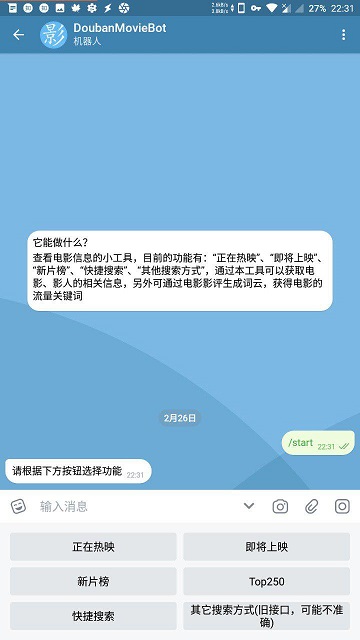 2.6kB/s
3.8kB/s
27% 22:31
影
DoubanMovieBot
机器人
它能做什么？
查看电影信息的小工具，目前的功能有：“正在热映”、“即将上映”、
“新片榜”、“快捷搜索”、“其他搜索方式”，通过本工具可以获取电
影、影人的相关信息，另外可通过电影影评生成词云，获得电影的
流量关键词
2月26日
/start 22:31
请根据下方按钮选择功能 22:31
输入消息
正在热映
即将上映
新片榜
Top250
快捷搜索
其它搜索方式(旧接口，可能不准
确)